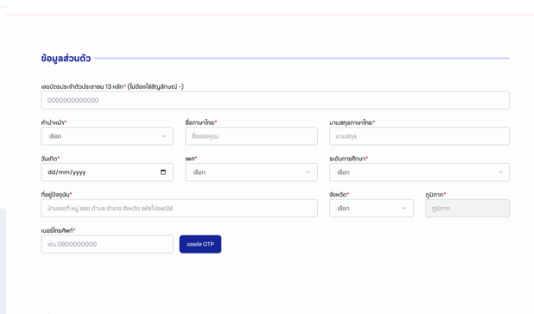 ข้อมูลส่วนตัว
เลขบัตรประจำตัวประชาชน 13 หลัก* (ไม่ต้องใส่สัญลักษณ์ -)
0000000000000
คำนำหน้า* ชื่อภาษาไทย* นามสกุลภาษาไทย*
เลือก ชื่อของคุณ นามสกุล
วันเกิด* เพศ* ระดับการศึกษา*
dd/mm/yyyy เลือก เลือก
ที่อยู่ปัจจุบัน* จังหวัด* ภูมิภาค*
บ้านเลขที่ หมู่ ซอย ตำบล อำเภอ จังหวัด รหัสไปรษณีย์ เลือก ภูมิภาค
เบอร์โทรศัพท์*
เช่น 0800000000 ขอรหัส OTP